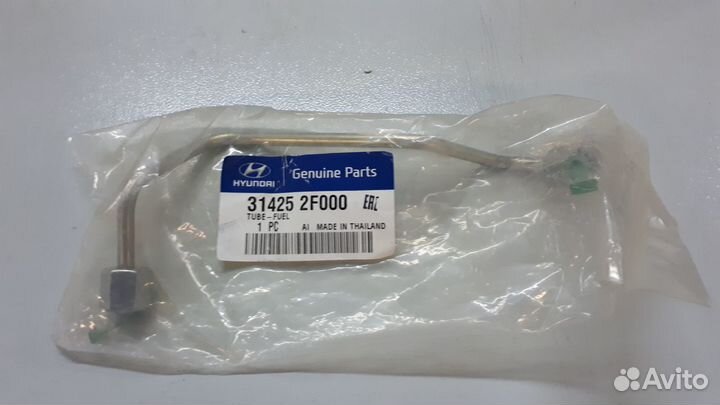 HYUNDAI
Genuine Parts
31425 2F000 EAC
TUBE-FUEL
1 PC AI MADE IN THAILAND
Avito